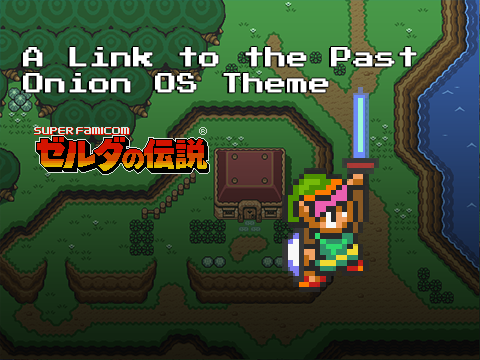 A Link to the Past
Onion OS Theme
SUPER FAMICOM ®
ゼルダの伝説